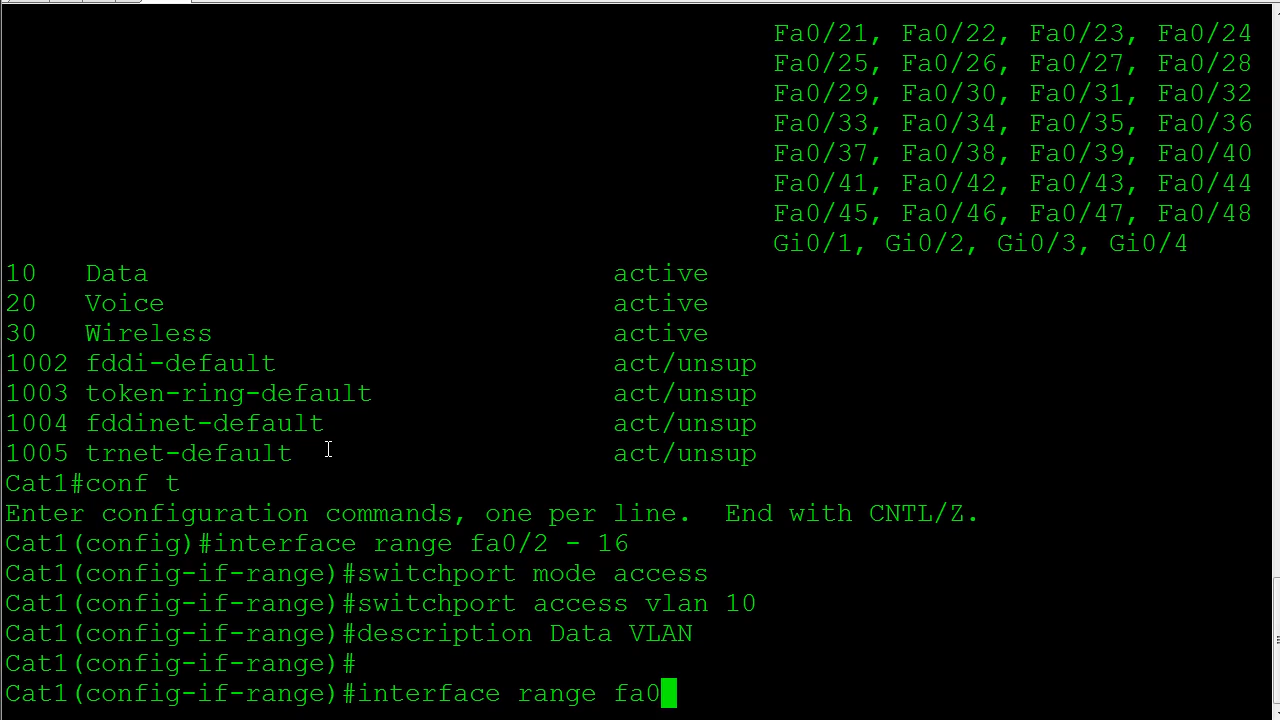 Fa0/21, Fa0/22, Fa0/23, Fa0/24
Fa0/25, Fa0/26, Fa0/27, Fa0/28
Fa0/29, Fa0/30, Fa0/31, Fa0/32
Fa0/33, Fa0/34, Fa0/35, Fa0/36
Fa0/37, Fa0/38, Fa0/39, Fa0/40
Fa0/41, Fa0/42, Fa0/43, Fa0/44
Fa0/45, Fa0/46, Fa0/47, Fa0/48
Gi0/1, Gi0/2, Gi0/3, Gi0/4
10 Data active
20 Voice active
30 Wireless active
1002 fddi-default act/unsup
1003 token-ring-default act/unsup
1004 fddinet-default act/unsup
1005 trnet-default act/unsup
Cat1#conf t
Enter configuration commands, one per line.  End with CNTL/Z.
Cat1(config)#interface range fa0/2 - 16
Cat1(config-if-range)#switchport mode access
Cat1(config-if-range)#switchport access vlan 10
Cat1(config-if-range)#description Data VLAN
Cat1(config-if-range)#
Cat1(config-if-range)#interface range fa0